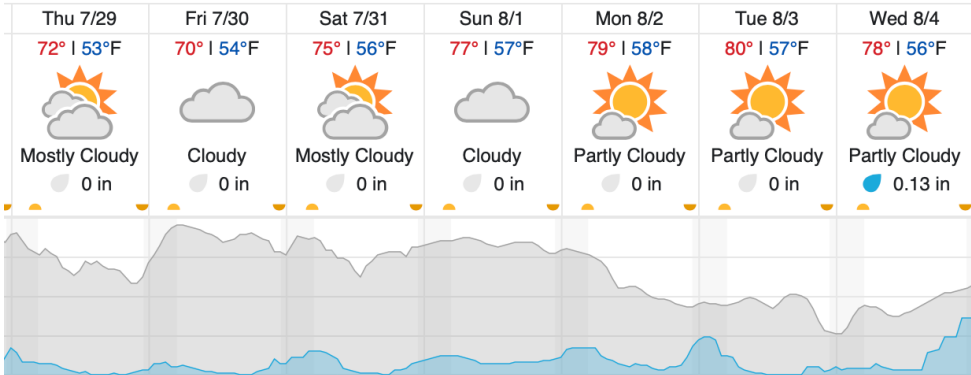 Thu 7/29 Fri 7/30 Sat 7/31 Sun 8/1 Mon 8/2 Tue 8/3 Wed 8/4
72° | 53°F 70° | 54°F 75° | 56°F 77° | 57°F 79° | 58°F 80° | 57°F 78° | 56°F
Mostly Cloudy Cloudy Mostly Cloudy Cloudy Partly Cloudy Partly Cloudy Partly Cloudy
0 in 0 in 0 in 0 in 0 in 0 in 0.13 in